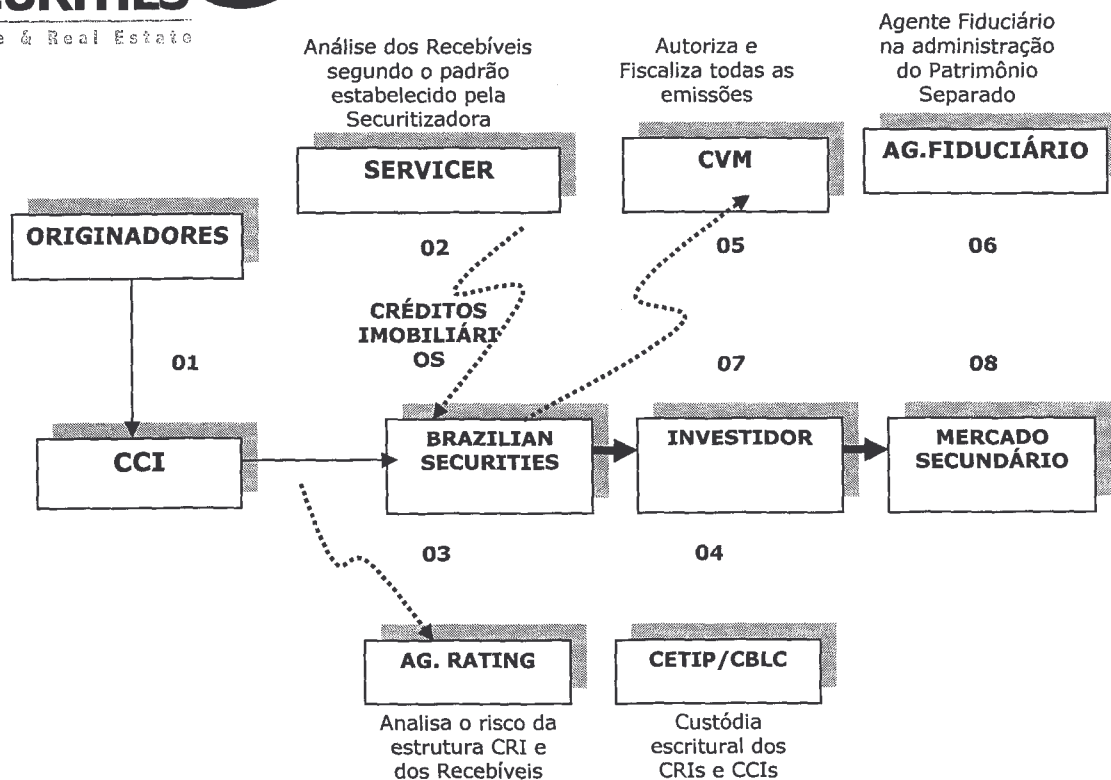 e & Real Estate
Análise dos Recebíveis
segundo o padrão
estabelecido pela
Securitizadora
Autoriza e
Fiscaliza todas as
emissões
Agente Fiduciário
na administração
do Patrimônio
Separado
SERVICER
CVM
AG.FIDUCIÁRIO
ORIGINADORES
02
05
06
CRÉDITOS
IMOBILIÁRI
OS
01
07
08
CCI
BRAZILIAN
SECURITIES
INVESTIDOR
MERCADO
SECUNDÁRIO
03
04
AG. RATING
CETIP/CBLC
Analisa o risco da
estrutura CRI e
dos Recebíveis
Custódia
escritural dos
CRIs e CCIs